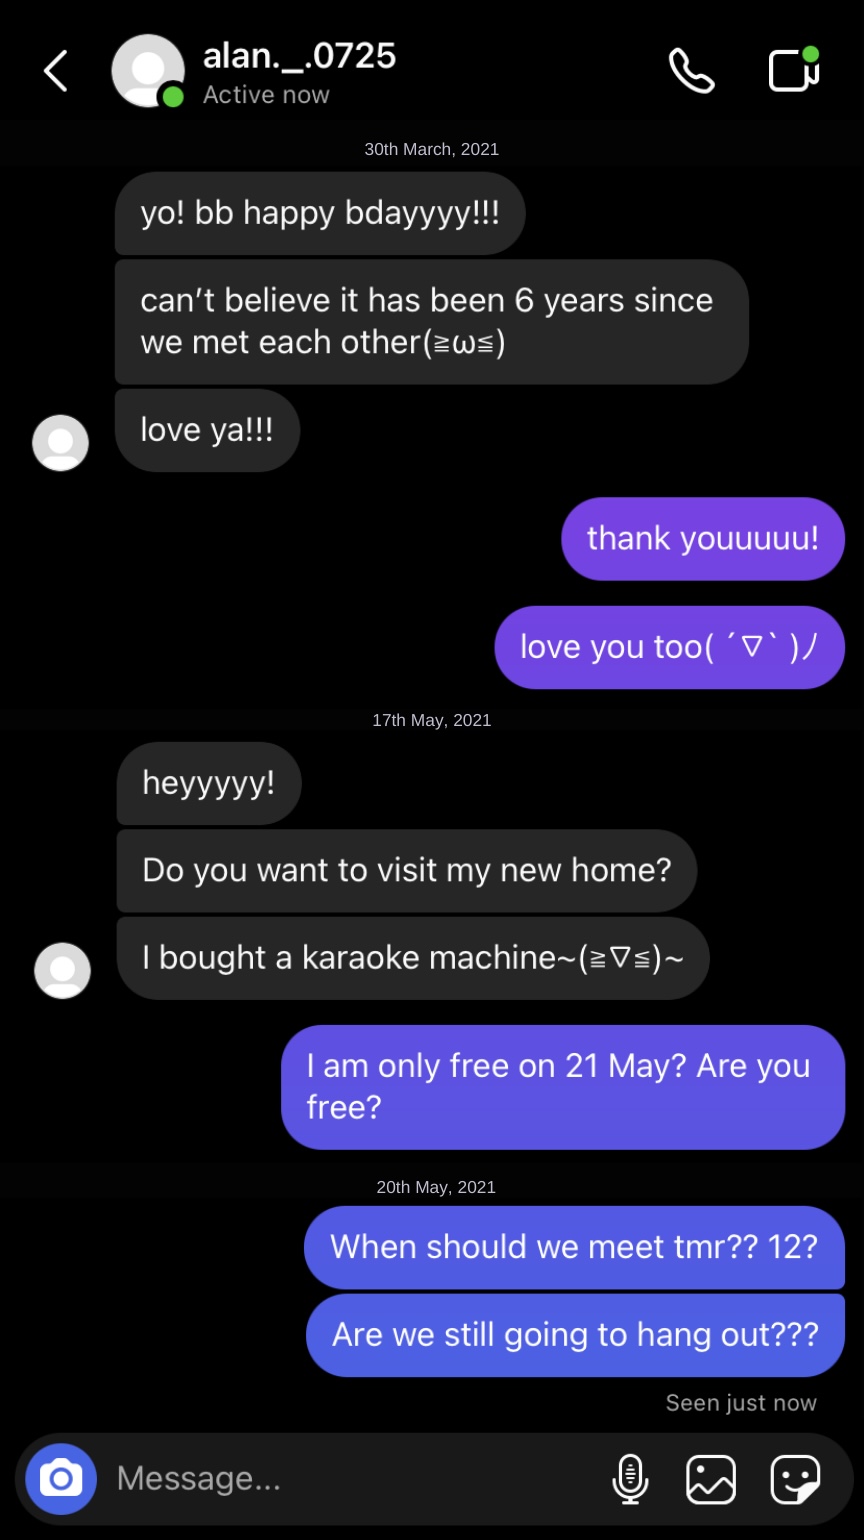 alan._.0725
Active now
30th March, 2021
yo! bb happy bdayyyy!!!
can’t believe it has been 6 years since
we met each other(≧ω≦)
love ya!!!
thank youuuuu!
love you too( ´∇` )ﾉ
17th May, 2021
heyyyyy!
Do you want to visit my new home?
I bought a karaoke machine~(≧∇≦)~
I am only free on 21 May? Are you
free?
20th May, 2021
When should we meet tmr?? 12?
Are we still going to hang out???
Seen just now
Message...